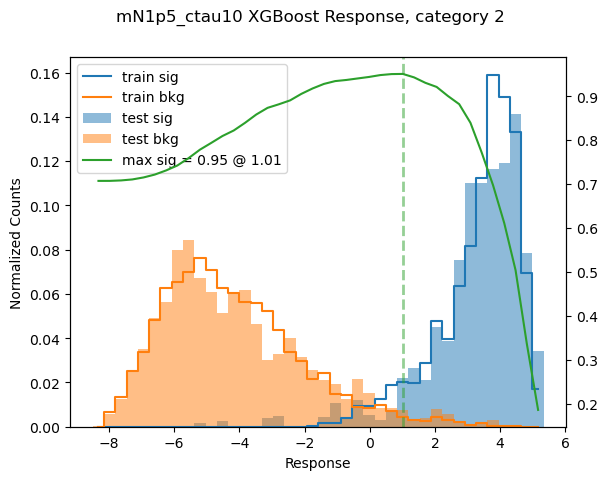 mN1p5_ctau10 XGBoost Response, category 2
train sig
train bkg
test sig
test bkg
max sig = 0.95 @ 1.01
Normalized Counts
0.16
0.14
0.12
0.10
0.08
0.06
0.04
0.02
0.00
0.9
0.8
0.7
0.6
0.5
0.4
0.3
0.2
−8 −6 −4 −2 0 2 4 6
Response